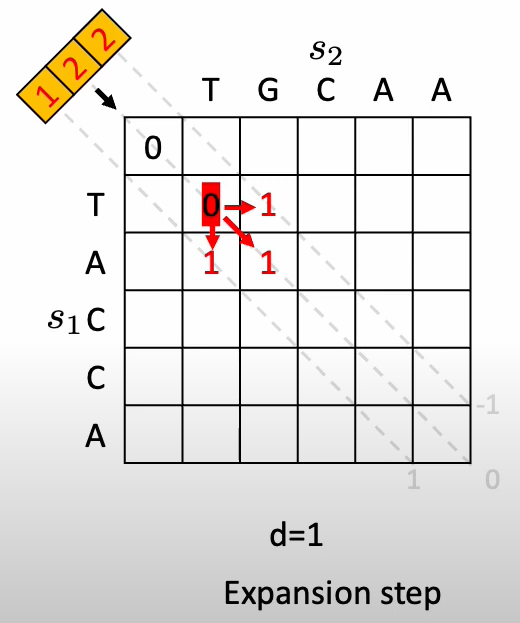 1 2 2
s₂
T G C A A
0
T 0 1
A 1 1
s₁ C
C
-1
A
1 0
d=1
Expansion step